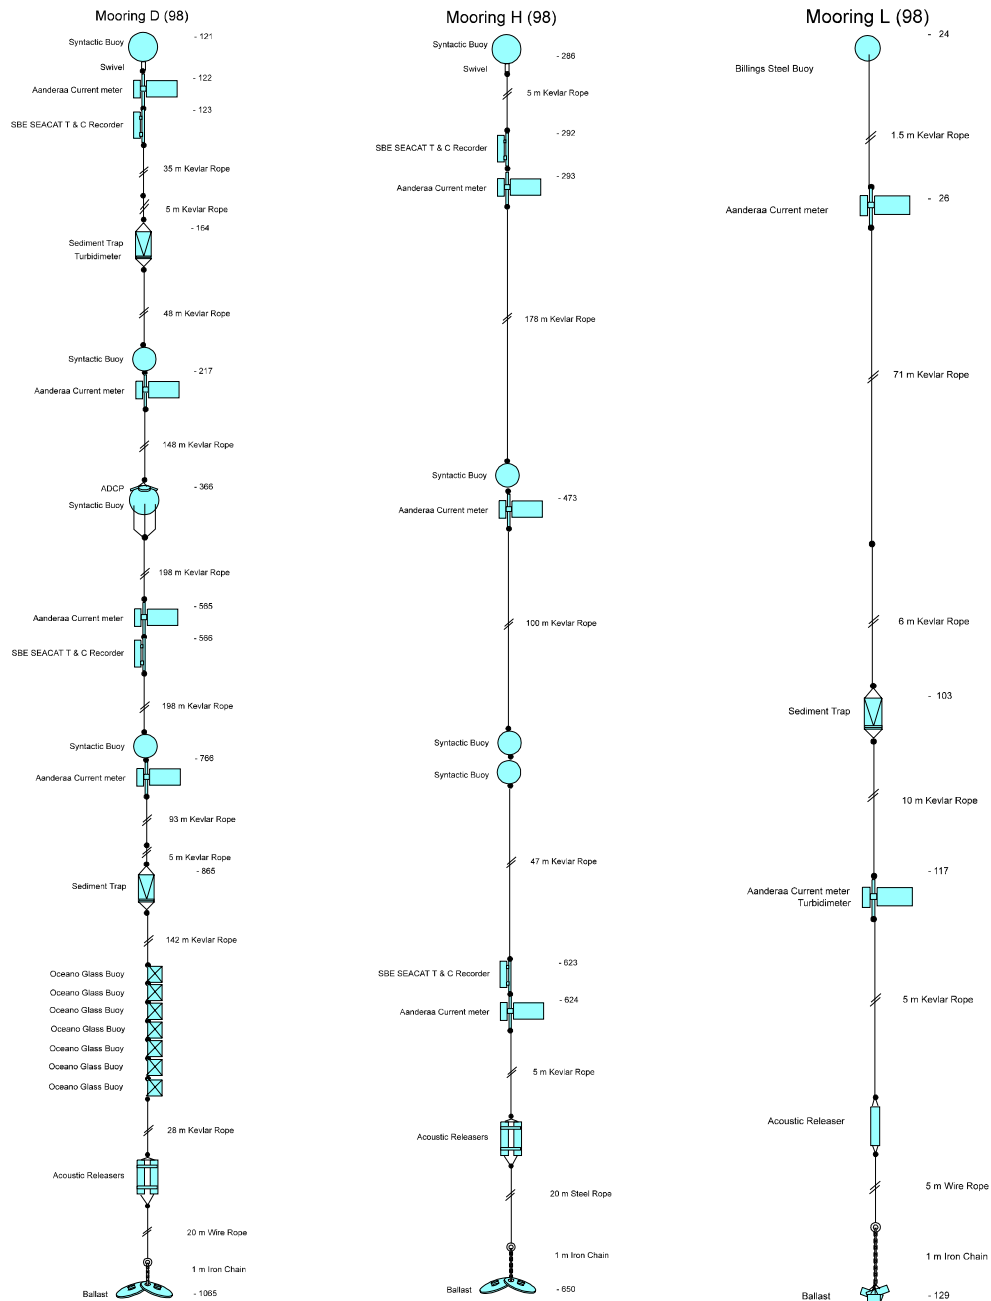 Mooring D (98)
- 121
Syntactic Buoy
Swivel
- 122
Aanderaa Current meter
- 123
SBE SEACAT T & C Recorder
35 m Kevlar Rope
5 m Kevlar Rope
- 164
Sediment Trap
Turbidimeter
48 m Kevlar Rope
Syntactic Buoy
- 217
Aanderaa Current meter
148 m Kevlar Rope
ADCP
- 366
Syntactic Buoy
198 m Kevlar Rope
- 565
Aanderaa Current meter
- 566
SBE SEACAT T & C Recorder
198 m Kevlar Rope
Syntactic Buoy
- 766
Aanderaa Current meter
93 m Kevlar Rope
5 m Kevlar Rope
- 865
Sediment Trap
142 m Kevlar Rope
Oceano Glass Buoy
Oceano Glass Buoy
Oceano Glass Buoy
Oceano Glass Buoy
Oceano Glass Buoy
Oceano Glass Buoy
Oceano Glass Buoy
28 m Kevlar Rope
Acoustic Releasers
20 m Wire Rope
1 m Iron Chain
Ballast
- 1065
Mooring H (98)
Syntactic Buoy
- 286
Swivel
5 m Kevlar Rope
- 292
SBE SEACAT T & C Recorder
- 293
Aanderaa Current meter
178 m Kevlar Rope
Syntactic Buoy
- 473
Aanderaa Current meter
100 m Kevlar Rope
Syntactic Buoy
Syntactic Buoy
47 m Kevlar Rope
- 623
SBE SEACAT T & C Recorder
- 624
Aanderaa Current meter
5 m Kevlar Rope
Acoustic Releasers
20 m Steel Rope
1 m Iron Chain
Ballast
- 650
Mooring L (98)
- 24
Billings Steel Buoy
1.5 m Kevlar Rope
- 26
Aanderaa Current meter
71 m Kevlar Rope
6 m Kevlar Rope
- 103
Sediment Trap
10 m Kevlar Rope
- 117
Aanderaa Current meter
Turbidimeter
5 m Kevlar Rope
Acoustic Releaser
5 m Wire Rope
1 m Iron Chain
Ballast
- 129